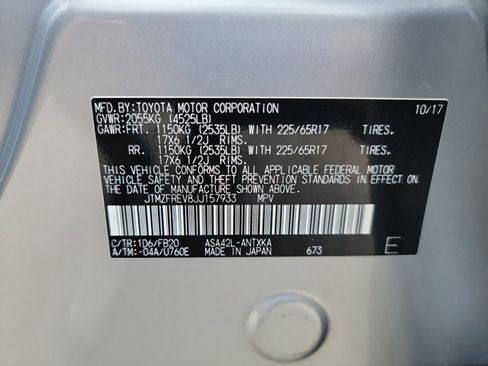 MFD. BY: TOYOTA MOTOR CORPORATION 10/17
GVWR: 2055KG (4525LB)
GAWR: FRT. 1150KG (2535LB) WITH 225/65R17 TIRES,
17X6 1/2J RIMS.
RR. 1150KG (2535LB) WITH 225/65R17 TIRES,
17X6 1/2J RIMS.
THIS VEHICLE CONFORMS TO ALL APPLICABLE FEDERAL MOTOR
VEHICLE SAFETY AND THEFT PREVENTION STANDARDS IN EFFECT ON
THE DATE OF MANUFACTURE SHOWN ABOVE.
JTMZFREV8JJ157933 MPV
C/TR: 1D6/FB20 ASA42L-ANTXKA
A/TM: -04A/U760E MADE IN JAPAN 673 E